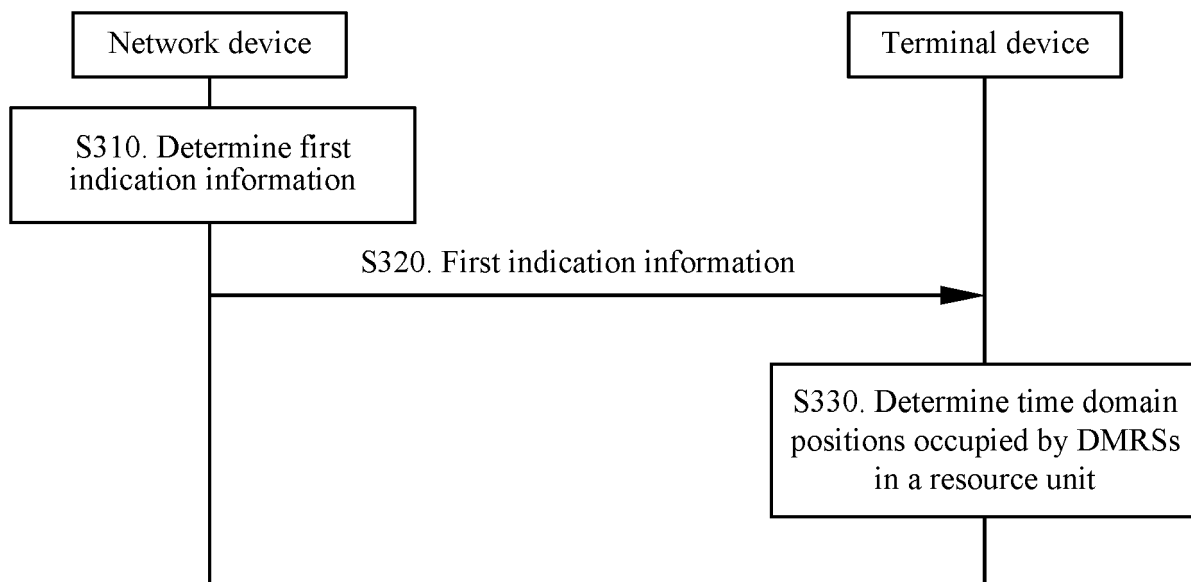 Network device
Terminal device
S310. Determine first
indication information
S320. First indication information
S330. Determine time domain
positions occupied by DMRSs
in a resource unit